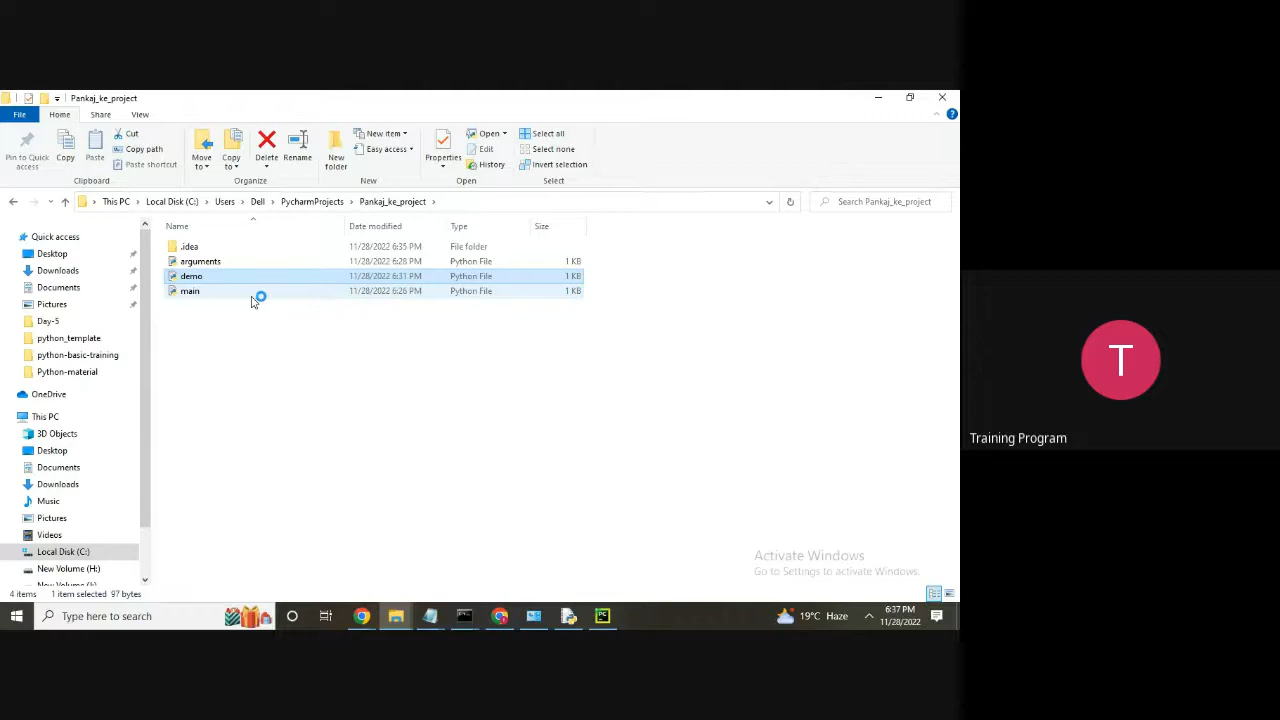 Pankaj_ke_project
File Home Share View
Pin to Quick access
Copy
Paste
Cut
Copy path
Paste shortcut
Clipboard
Move to
Copy to
Delete
Rename
Organize
New folder
New item
Easy access
New
Properties
Open
Edit
History
Open
Select all
Select none
Invert selection
Select
This PC Local Disk (C:) Users Dell PycharmProjects Pankaj_ke_project
Search Pankaj_ke_project
Quick access
Desktop
Downloads
Documents
Pictures
Day-5
python_template
python-basic-training
Python-material
OneDrive
This PC
3D Objects
Desktop
Documents
Downloads
Music
Pictures
Videos
Local Disk (C:)
New Volume (H:)
Name Date modified Type Size
.idea 11/28/2022 6:35 PM File folder
arguments 11/28/2022 6:28 PM Python File 1 KB
demo 11/28/2022 6:31 PM Python File 1 KB
main 11/28/2022 6:26 PM Python File 1 KB
Activate Windows
Go to Settings to activate Windows.
4 items 1 item selected 97 bytes
Type here to search
19°C Haze
6:37 PM
11/28/2022
T
Training Program